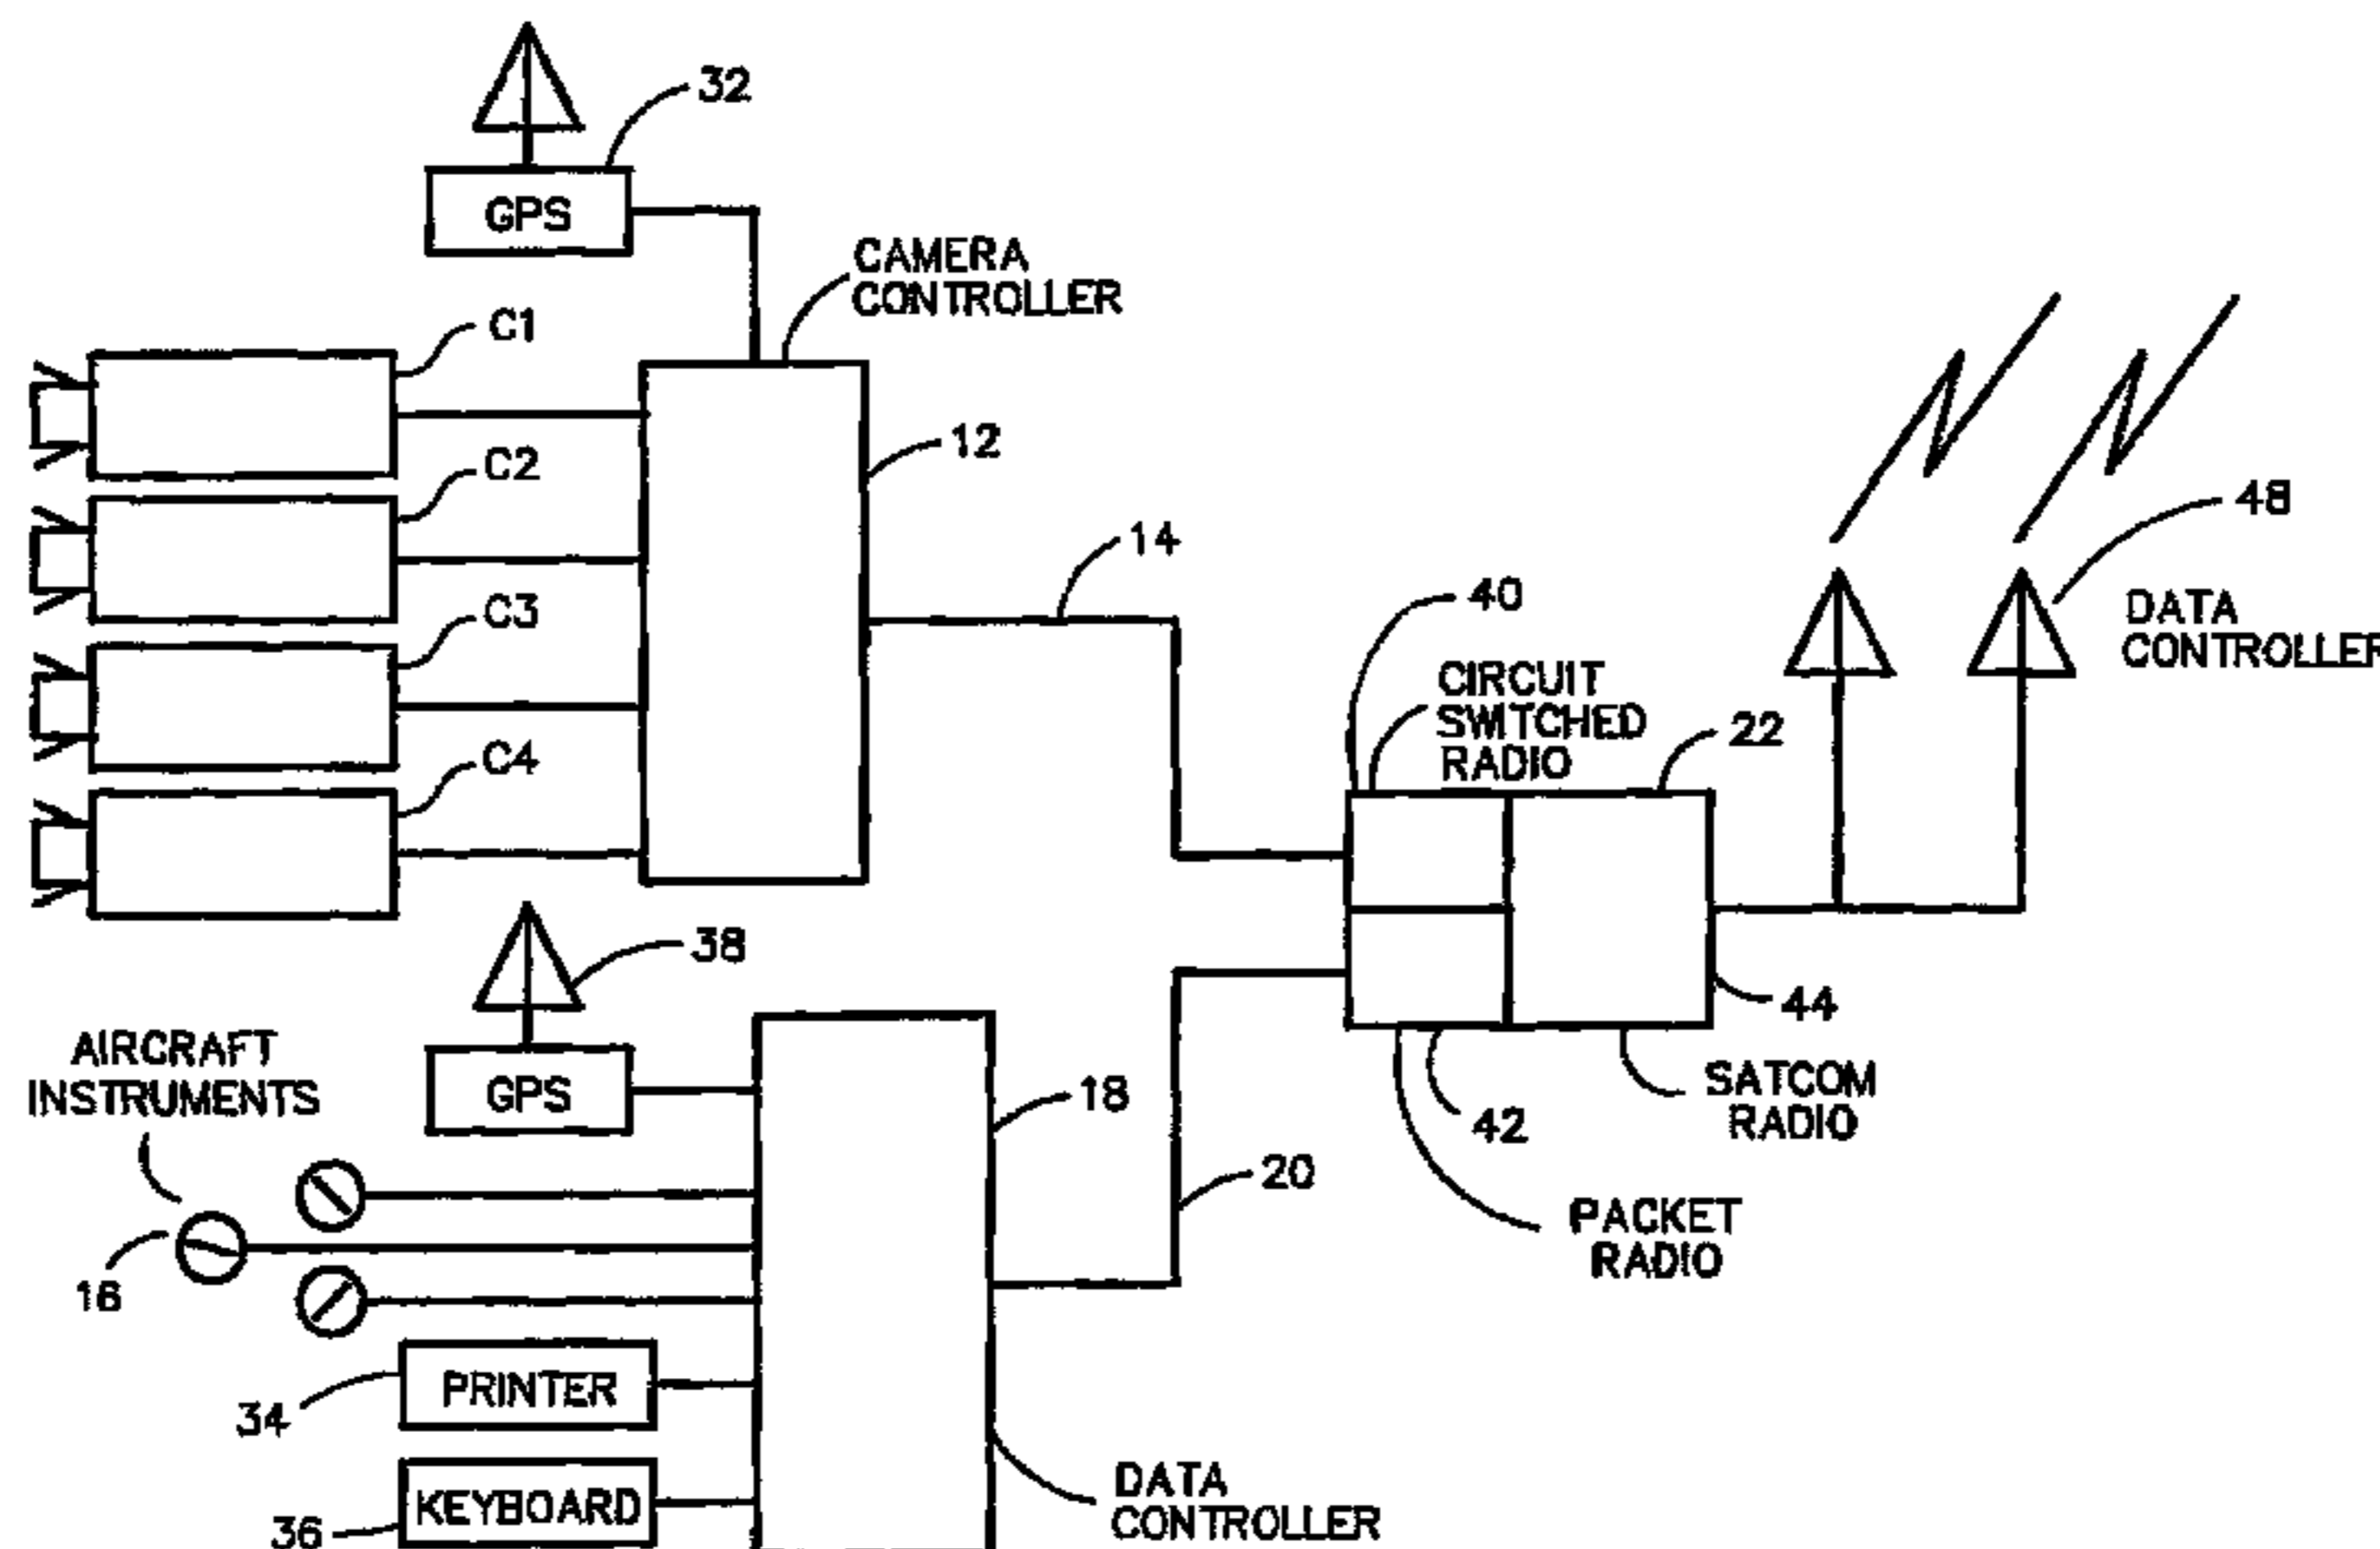 32
GPS
CAMERA
CONTROLLER
C1
C2
12
C3
14
40
48
DATA
CONTROLLER
CIRCUIT
SWITCHED
RADIO
22
C4
38
44
AIRCRAFT
INSTRUMENTS
GPS
18
SATCOM
RADIO
42
20
PACKET
RADIO
16
PRINTER
34
DATA
CONTROLLER
KEYBOARD
36